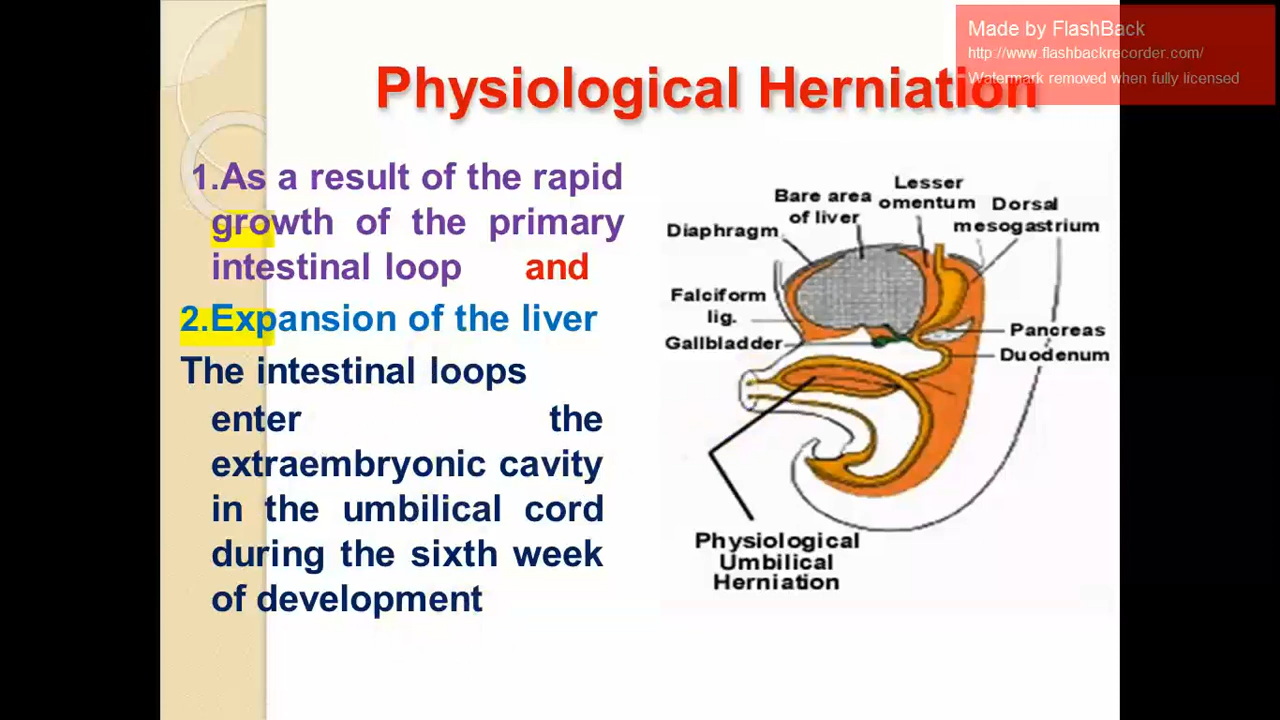 Made by FlashBack
http://www.flashbackrecorder.com/
Watermark removed when fully licensed
Physiological Herniation
1.As a result of the rapid
growth of the primary
intestinal loop and
2.Expansion of the liver
The intestinal loops
enter the
extraembryonic cavity
in the umbilical cord
during the sixth week
of development
Lesser
omentum
Bare area
of liver
Dorsal
mesogastrium
Diaphragm
Falciform
lig.
Gallbladder
Pancreas
Duodenum
Physiological
Umbilical
Herniation